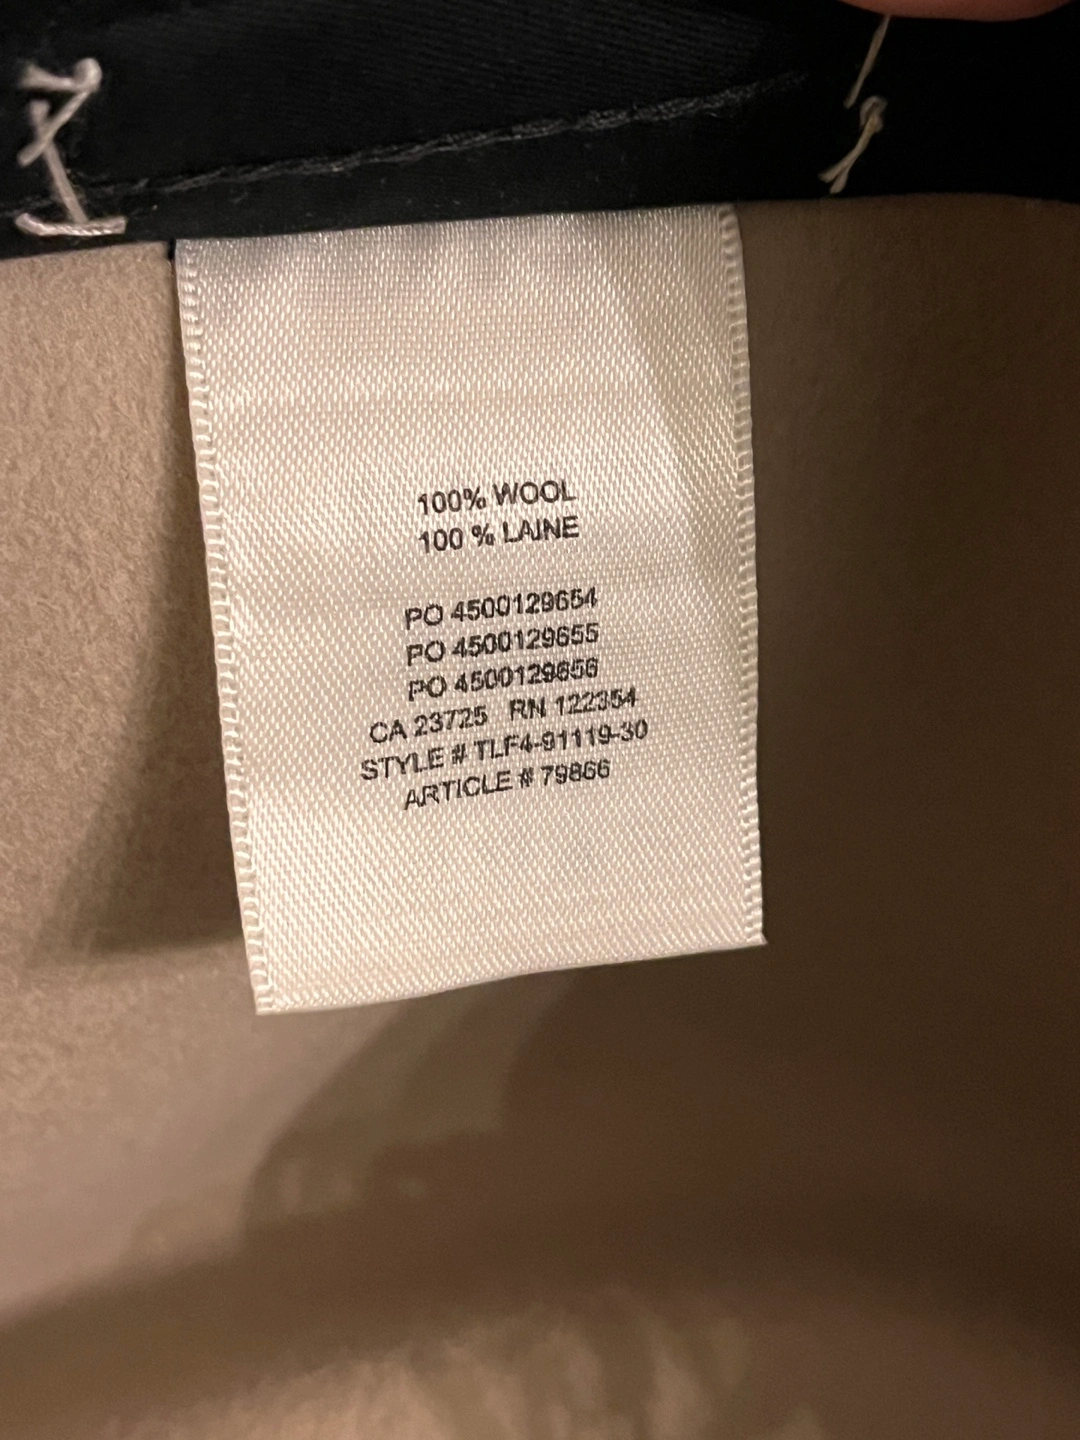 100% WOOL
100 % LAINE
PO 4500129654
PO 4500129655
PO 4500129656
CA 23725 RN 122354
STYLE # TLF4-91119-30
ARTICLE # 79866